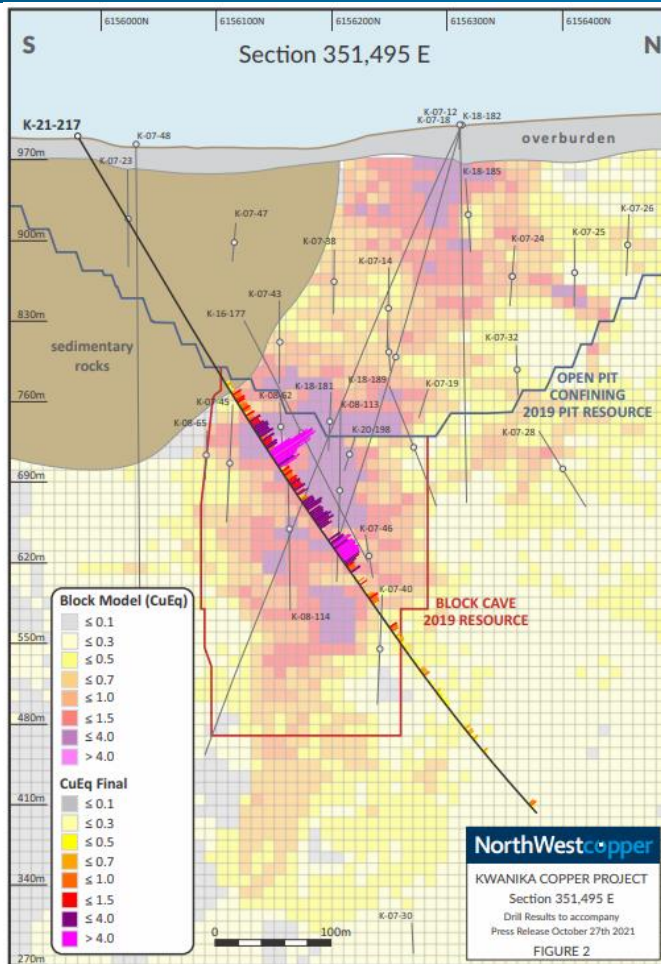 6156000N 6156100N 6156200N 6156300N 6156400N
S
N
Section 351,495 E
K-21-217
K-07-48
K-07-12
K-07-18
K-18-182
overburden
970m
K-07-23
K-18-185
K-07-47
K-07-26
900m
K-07-38
K-07-24
K-07-25
K-07-14
K-07-43
830m
K-16-177
K-07-32
sedimentary
rocks
OPEN PIT
CONFINING
2019 PIT RESOURCE
760m
K-07-45
K-08-62
K-18-181
K-18-189
K-07-19
K-08-113
K-08-65
K-20-198
K-07-28
690m
K-07-46
620m
K-07-40
K-08-114
BLOCK CAVE
2019 RESOURCE
550m
480m
410m
340m
270m
Block Model (CuEq)
≤ 0.1
≤ 0.3
≤ 0.5
≤ 0.7
≤ 1.0
≤ 1.5
≤ 4.0
> 4.0
CuEq Final
≤ 0.1
≤ 0.3
≤ 0.5
≤ 0.7
≤ 1.0
≤ 1.5
≤ 4.0
> 4.0
K-07-30
0 100m
NorthWestcopper
KWANIKA COPPER PROJECT
Section 351,495 E
Drill Results to accompany
Press Release October 27th 2021
FIGURE 2